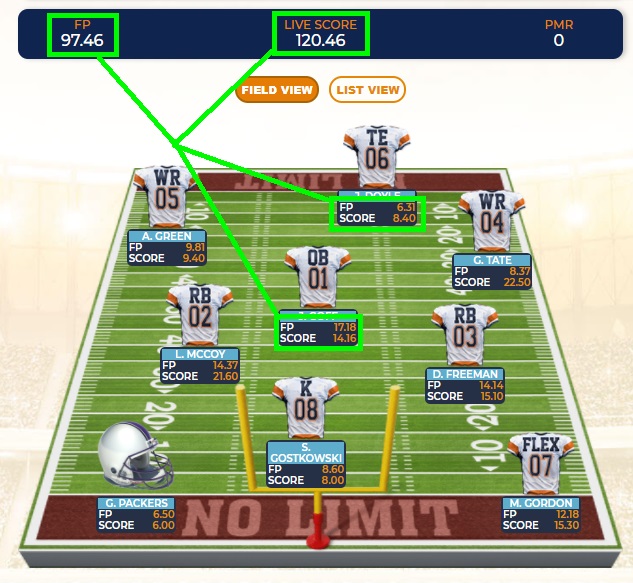 FP
97.46
LIVE SCORE
120.46
PMR
0
FIELD VIEW
LIST VIEW
TE
06
FP 6.31
SCORE 8.40
WR
05
A. GREEN
FP 9.81
SCORE 9.40
WR
04
G. TATE
FP 8.37
SCORE 22.50
QB
01
FP 17.18
SCORE 14.16
RB
02
L. MCCOY
FP 14.37
SCORE 21.60
RB
03
D. FREEMAN
FP 14.14
SCORE 15.10
K
08
S.
GOSTKOWSKI
FP 8.60
SCORE 8.00
FLEX
07
M. GORDON
FP 12.18
SCORE 15.30
G. PACKERS
FP 6.50
SCORE 6.00
NO LIMIT